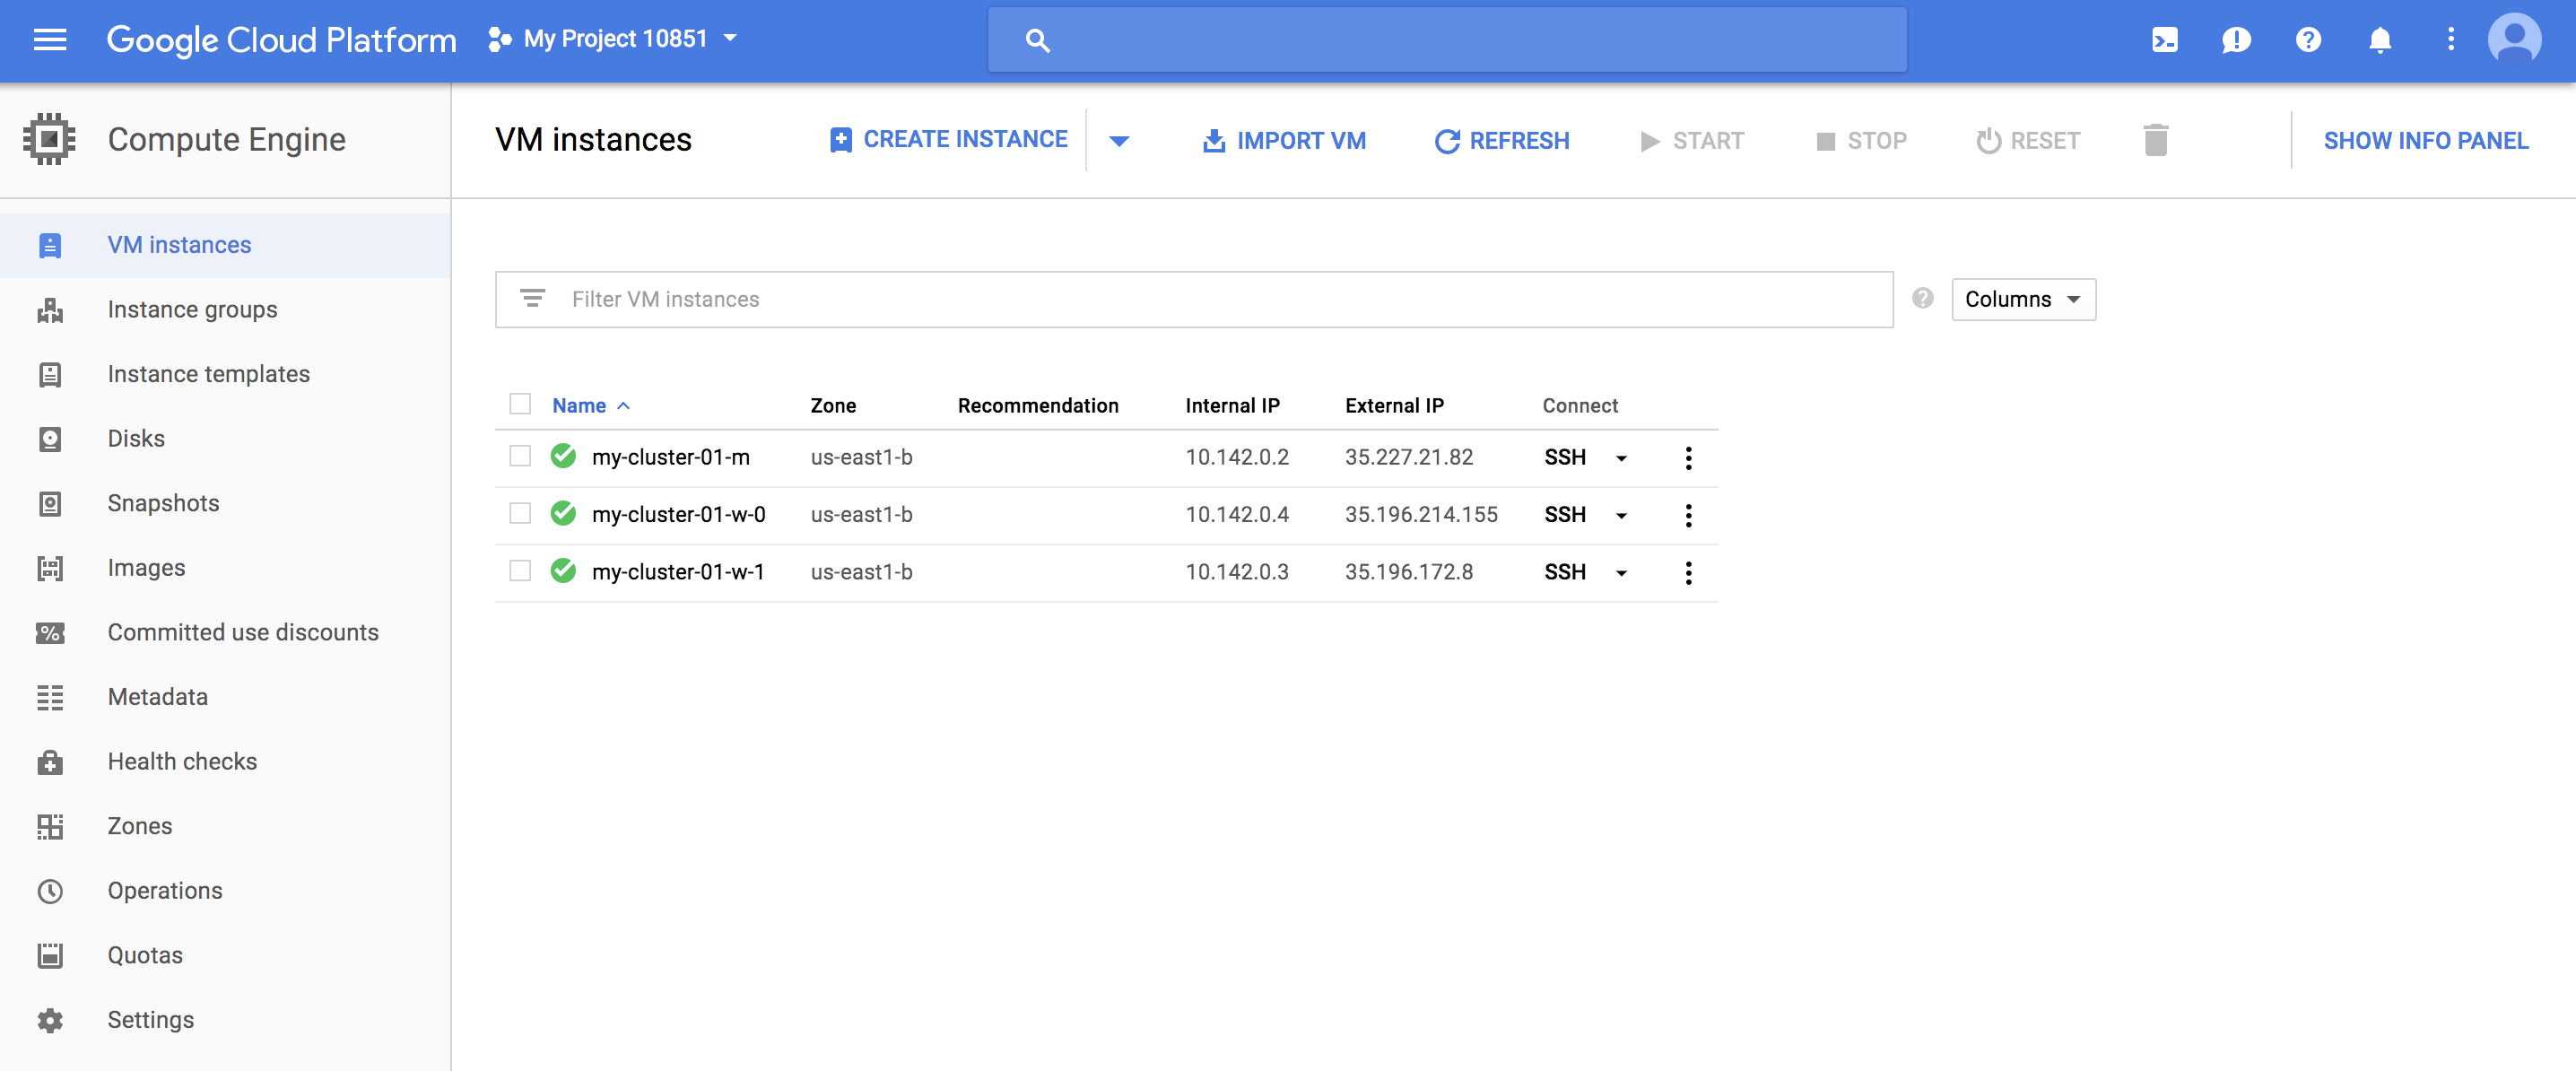 Google Cloud Platform My Project 10851
Compute Engine
VM instances
Instance groups
Instance templates
Disks
Snapshots
Images
Committed use discounts
Metadata
Health checks
Zones
Operations
Quotas
Settings
VM instances CREATE INSTANCE IMPORT VM REFRESH START STOP RESET SHOW INFO PANEL
Filter VM instances Columns
Name Zone Recommendation Internal IP External IP Connect
my-cluster-01-m us-east1-b 10.142.0.2 35.227.21.82 SSH
my-cluster-01-w-0 us-east1-b 10.142.0.4 35.196.214.155 SSH
my-cluster-01-w-1 us-east1-b 10.142.0.3 35.196.172.8 SSH